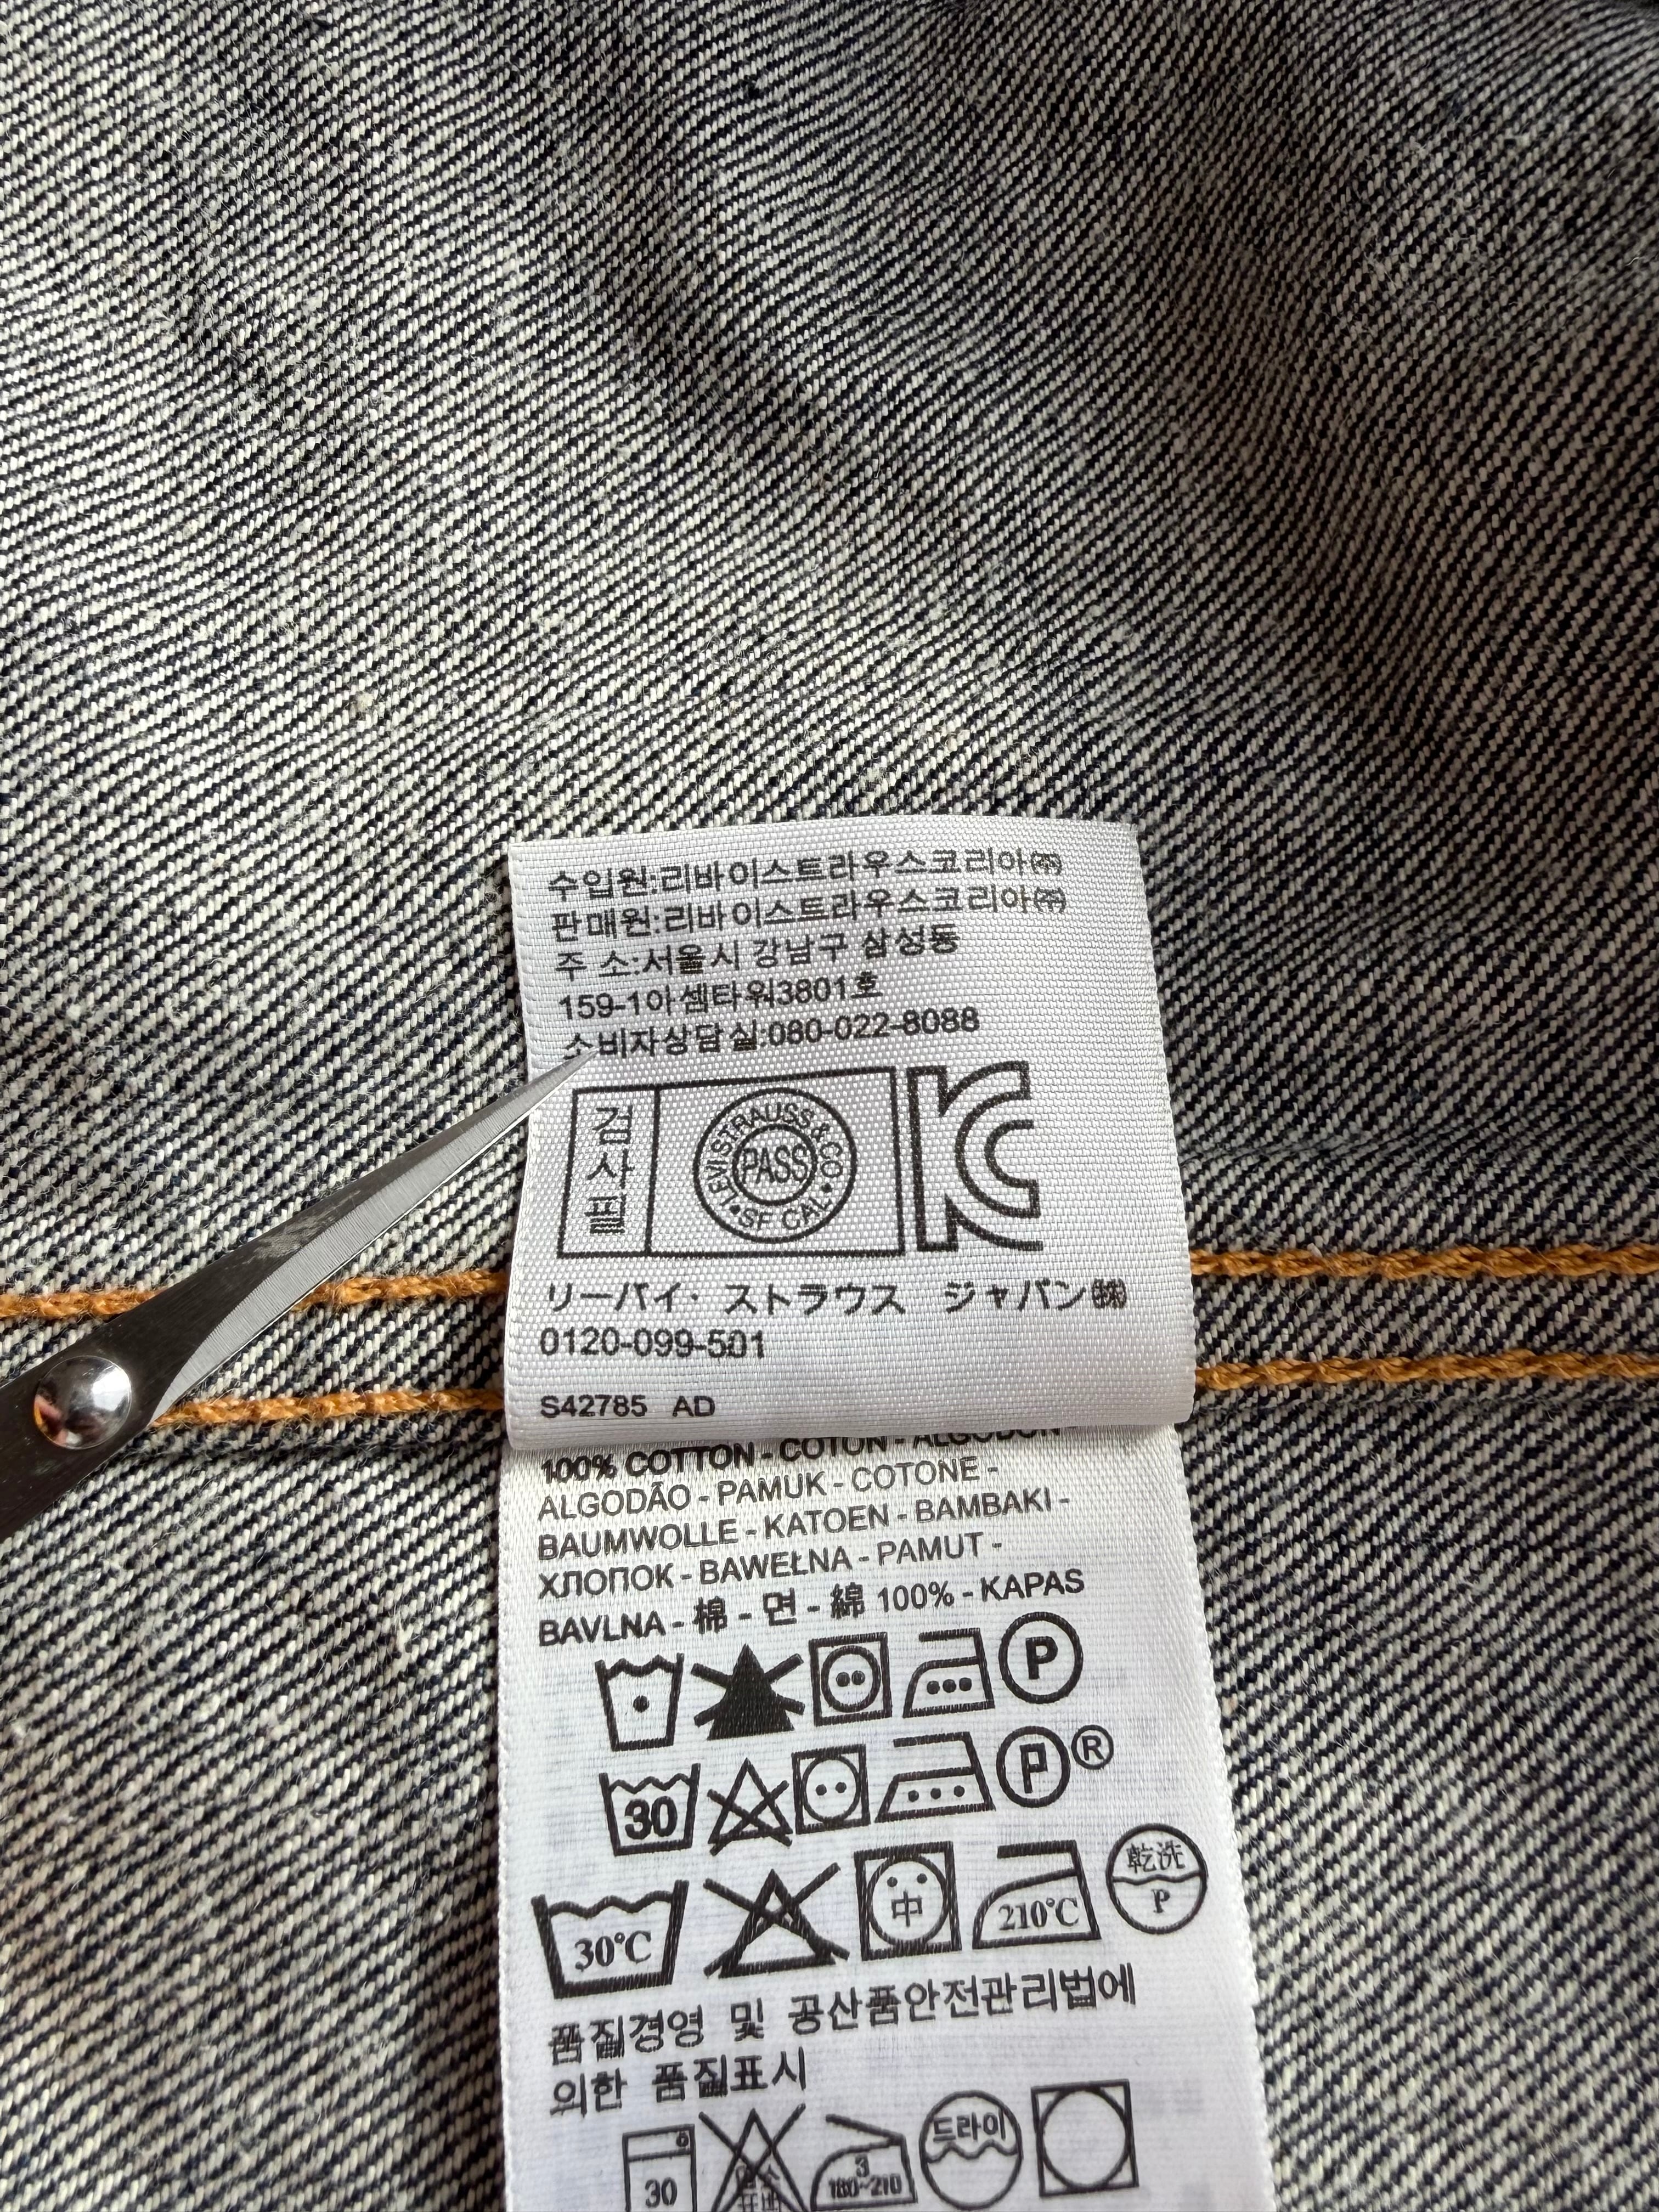 수입원:리바이스트라우스코리아㈜
판매원:리바이스트라우스코리아㈜
주 소:서울시 강남구 삼성동
159-1아셈타워3801호
소비자상담실:080-022-8088
검
사
필
LEVI STRAUSS & CO
PASS
• SF CAL •
리ーバイ· ストラウス ジャパン㈱
0120-099-501
S42785 AD
100% COTTON - COTON - ALGODON
ALGODÃO - PAMUK - COTONE -
BAUMWOLLE - KATOEN - BAMBAKI -
ХЛОПОК - BAWEŁNA - PAMUT -
BAVLNA - 棉 - 면 - 綿 100% - KAPAS
P
30 P ®
30°C 中 210°C 乾洗 P
품질경영 및 공산품안전관리법에
의한 품질표시
30 3 180~210 드라이